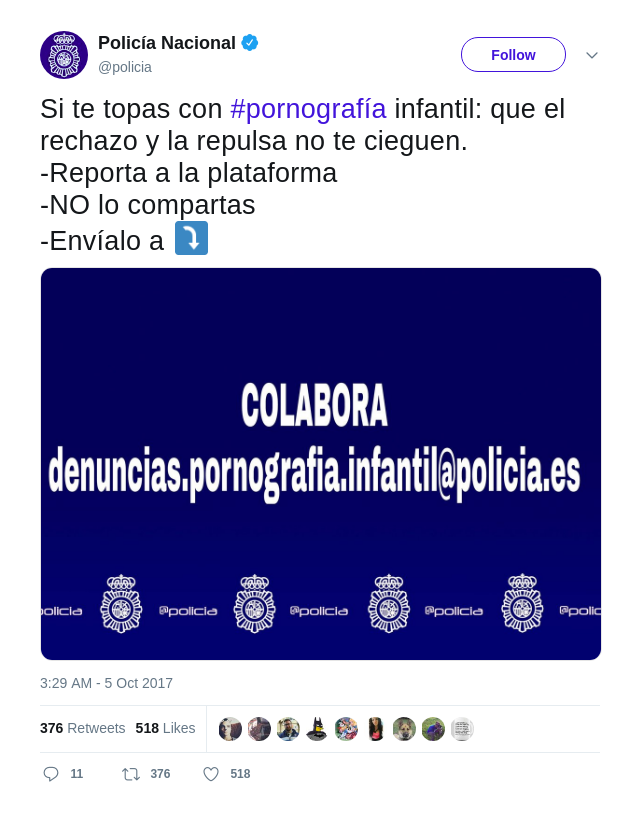 Policía Nacional
@policia
Follow
Si te topas con #pornografía infantil: que el
rechazo y la repulsa no te cieguen.
-Reporta a la plataforma
-NO lo compartas
-Envíalo a
COLABORA
denuncias.pornografia.infantil@policia.es
olicia @policia @policia @policia @polic
3:29 AM - 5 Oct 2017
376 Retweets 518 Likes
11 376 518